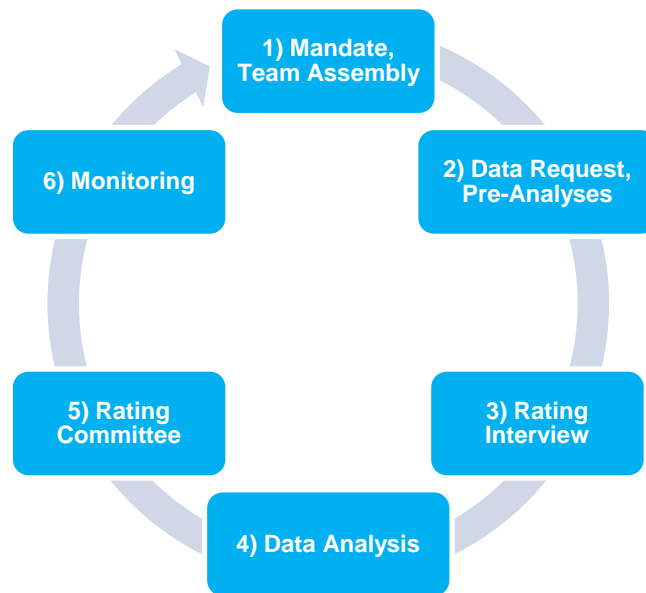 1) Mandate,
Team Assembly
2) Data Request,
Pre-Analyses
3) Rating
Interview
4) Data Analysis
5) Rating
Committee
6) Monitoring